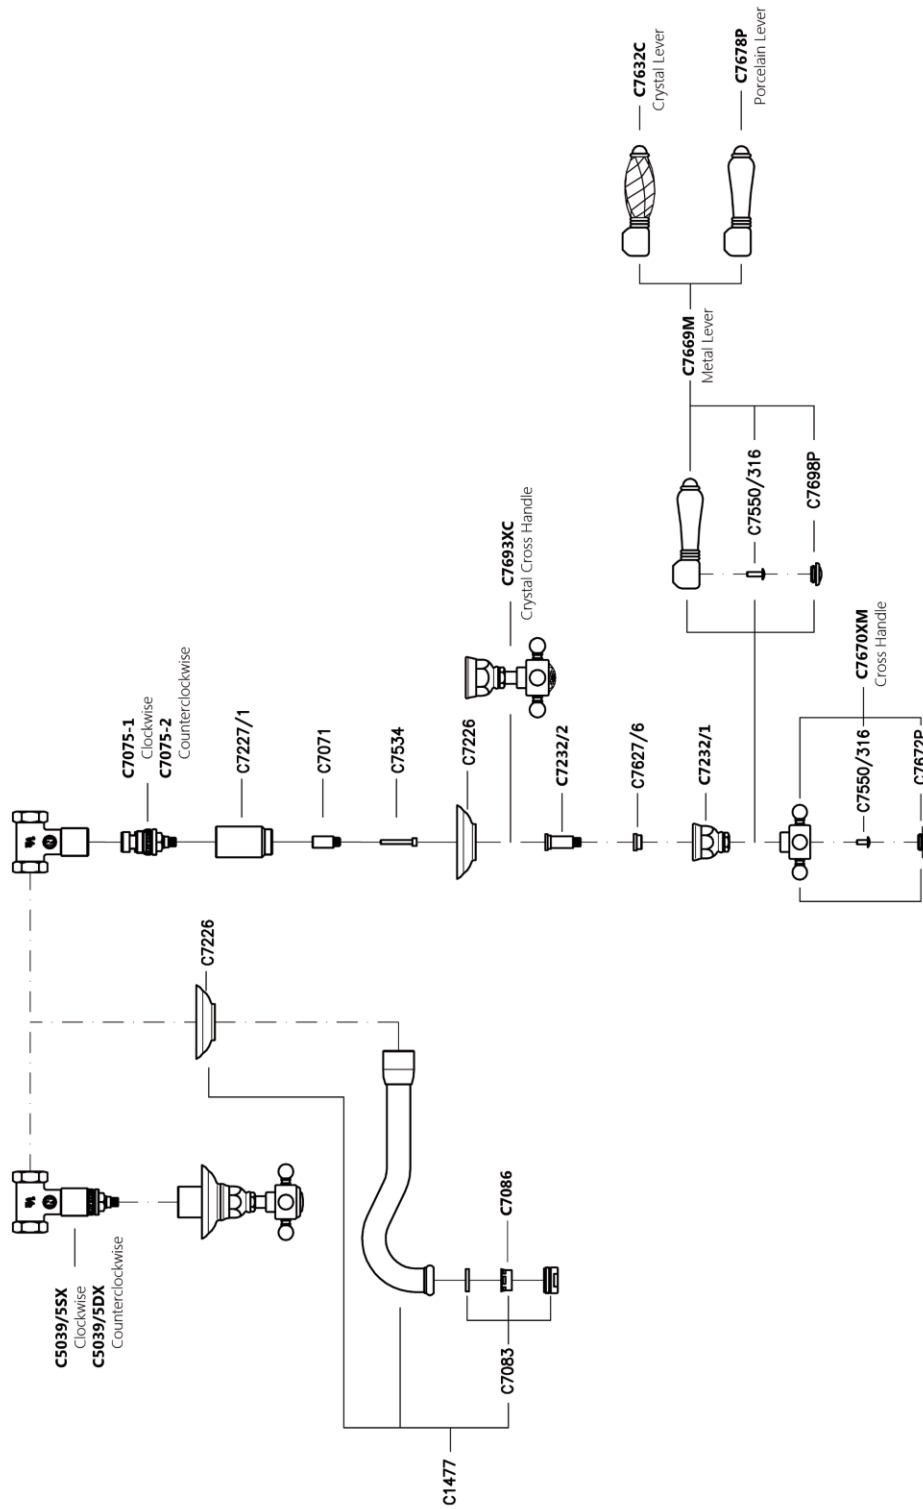 C5039/5SX
Clockwise
C5039/5DX
Counterclockwise
C1477
C7083
C7086
C7226
C7075-1
Clockwise
C7075-2
Counterclockwise
C7227/1
C7071
C7534
C7226
C7693XC
Crystal Cross Handle
C7232/2
C7627/6
C7232/1
C7670XM
Cross Handle
C7550/316
C7672P
C7550/316
C7698P
C7669M
Metal Lever
C7632C
Crystal Lever
C7678P
Porcelain Lever